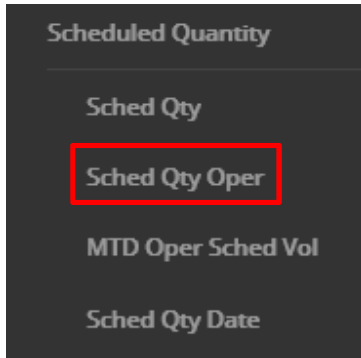 Scheduled Quantity
Sched Qty
Sched Qty Oper
MTD Oper Sched Vol
Sched Qty Date